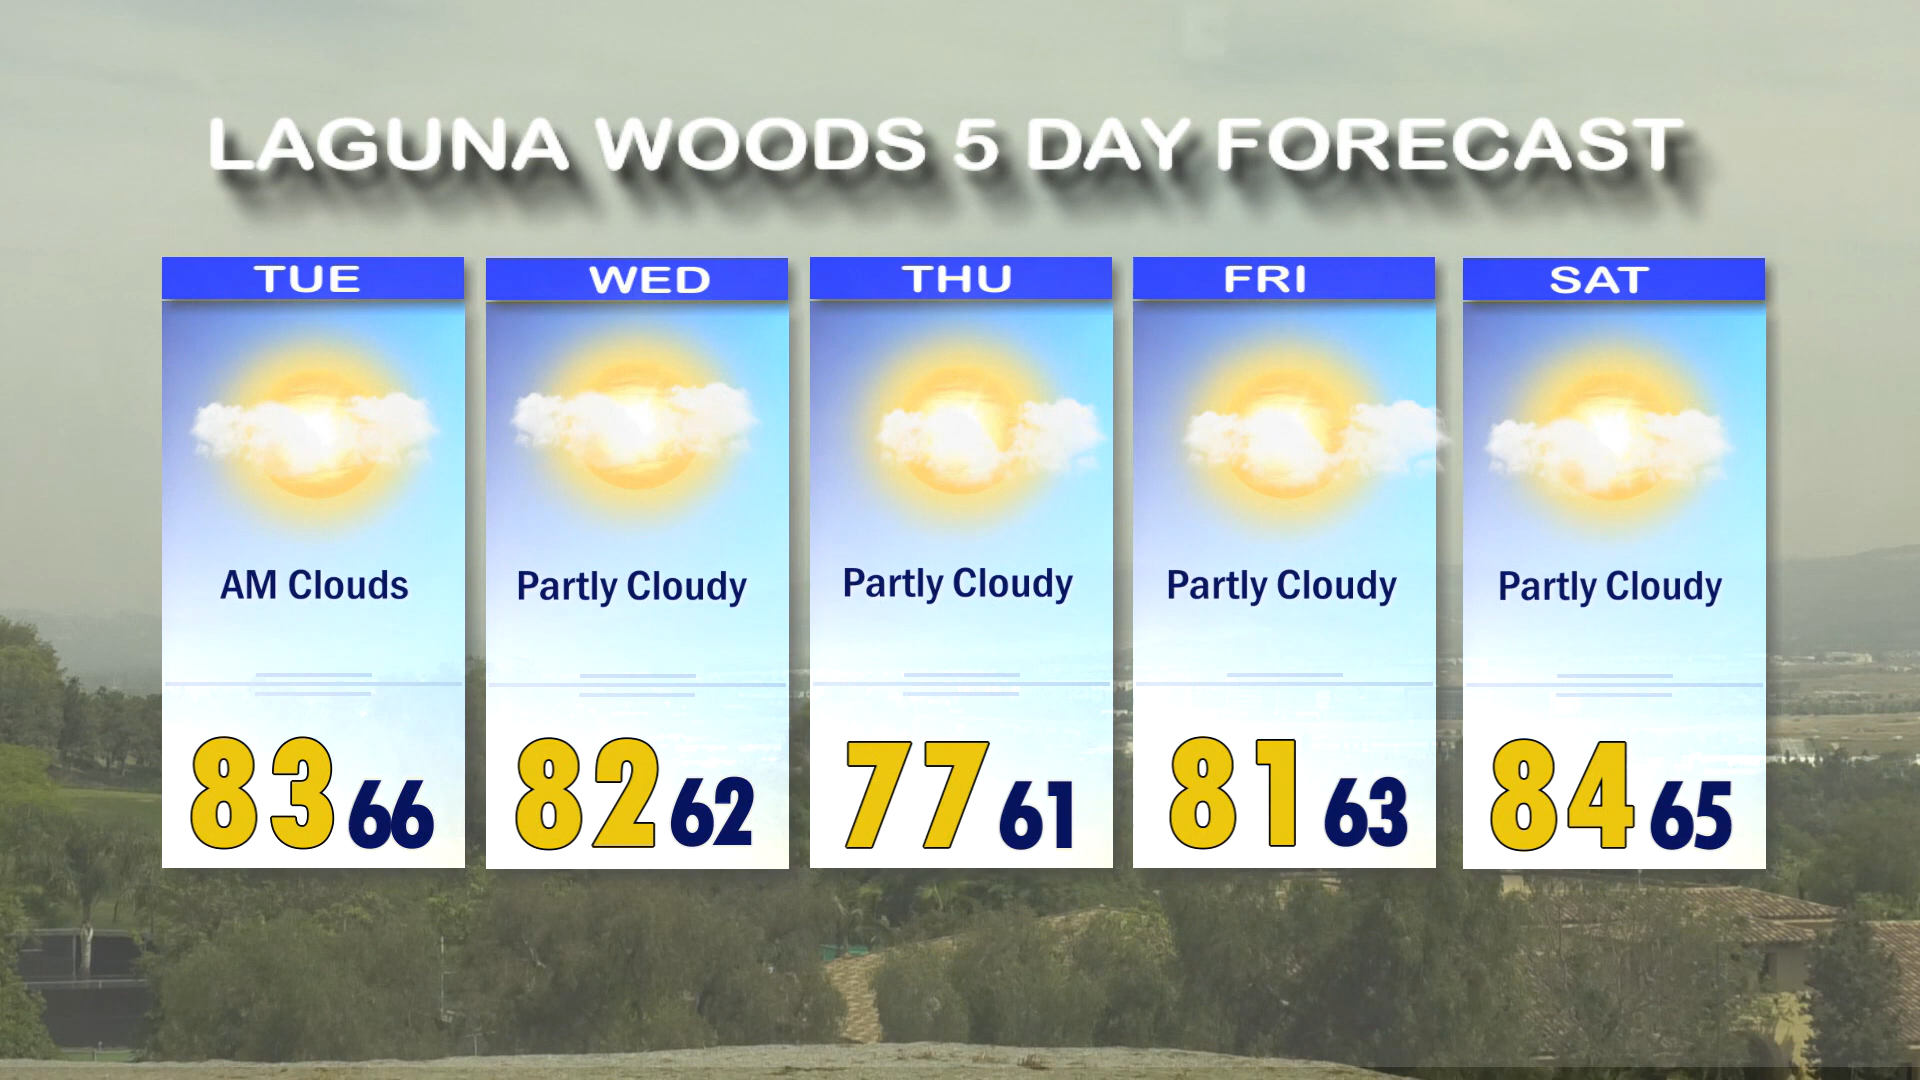 LAGUNA WOODS 5 DAY FORECAST
TUE
AM Clouds
83 66
WED
Partly Cloudy
82 62
THU
Partly Cloudy
77 61
FRI
Partly Cloudy
81 63
SAT
Partly Cloudy
84 65